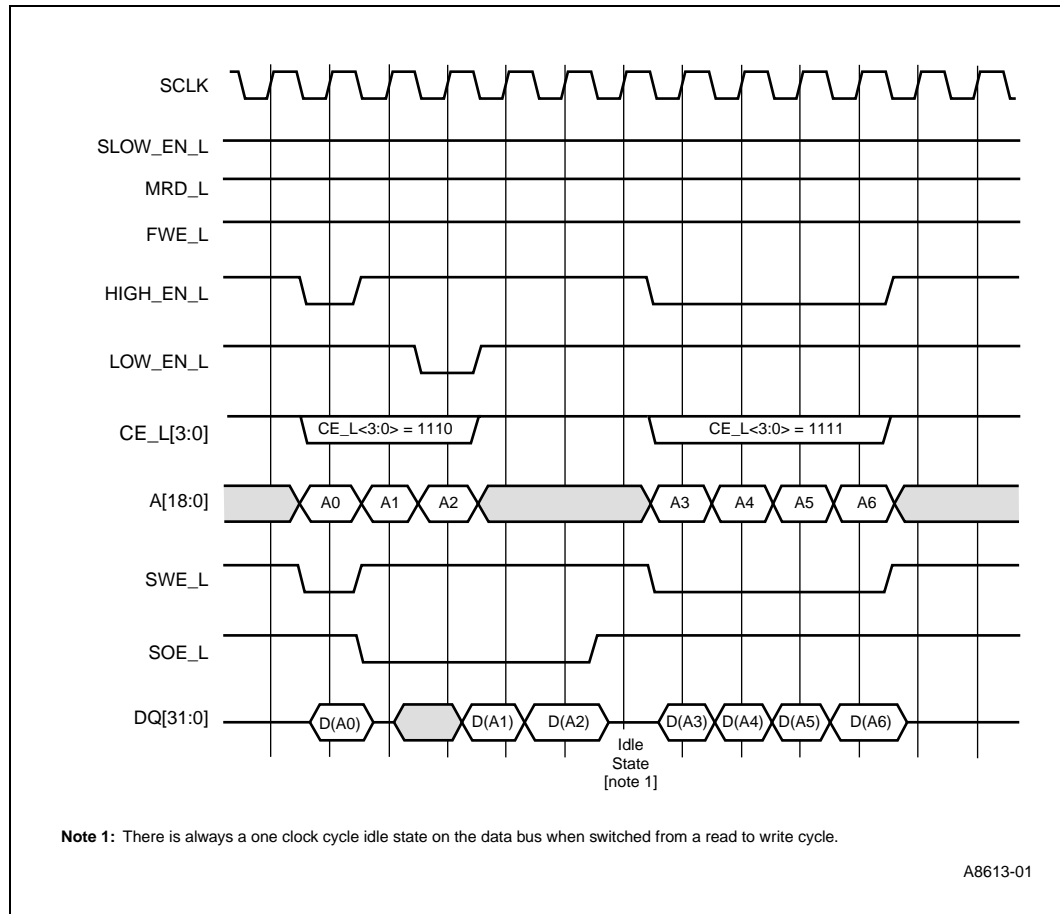 SCLK
SLOW_EN_L
MRD_L
FWE_L
HIGH_EN_L
LOW_EN_L
CE_L[3:0]
CE_L<3:0> = 1110
CE_L<3:0> = 1111
A[18:0]
A0 A1 A2 A3 A4 A5 A6
SWE_L
SOE_L
DQ[31:0]
D(A0) D(A1) D(A2) D(A3) D(A4) D(A5) D(A6)
Idle
State
[note 1]
Note 1: There is always a one clock cycle idle state on the data bus when switched from a read to write cycle.
A8613-01